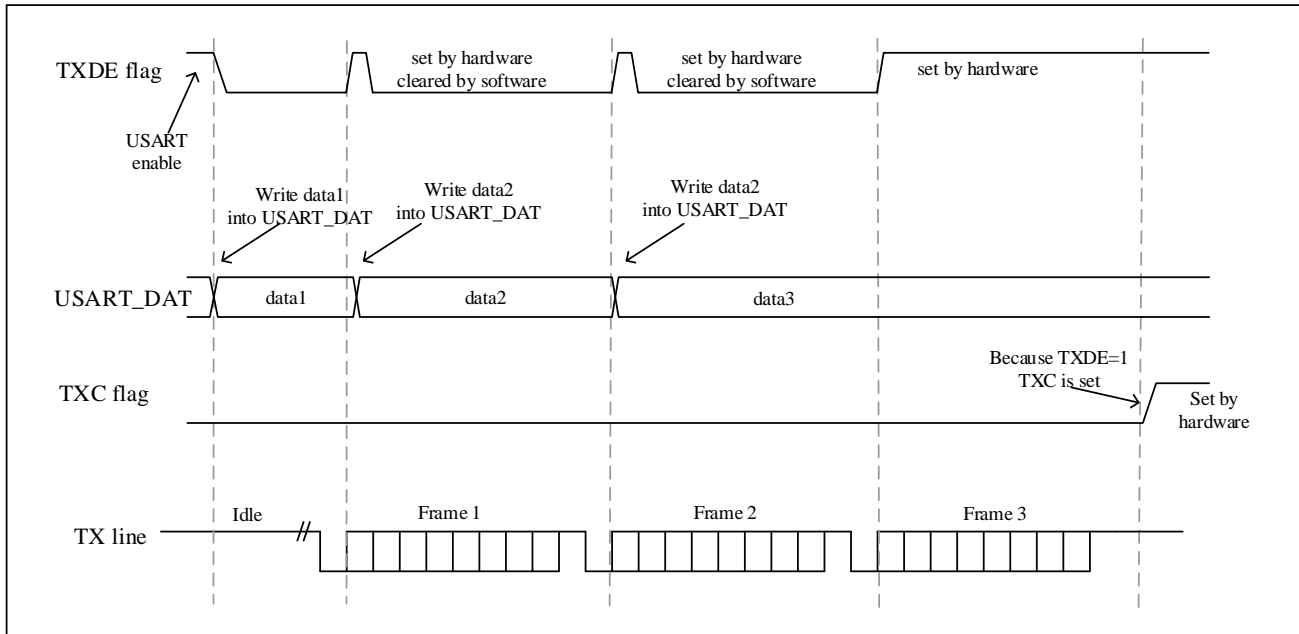 TXDE flag
set by hardware
cleared by software
set by hardware
cleared by software
set by hardware
USART
enable
Write data1
into USART_DAT
Write data2
into USART_DAT
Write data2
into USART_DAT
USART_DAT
data1
data2
data3
Because TXDE=1
TXC is set
TXC flag
Set by
hardware
Idle
Frame 1
Frame 2
Frame 3
TX line